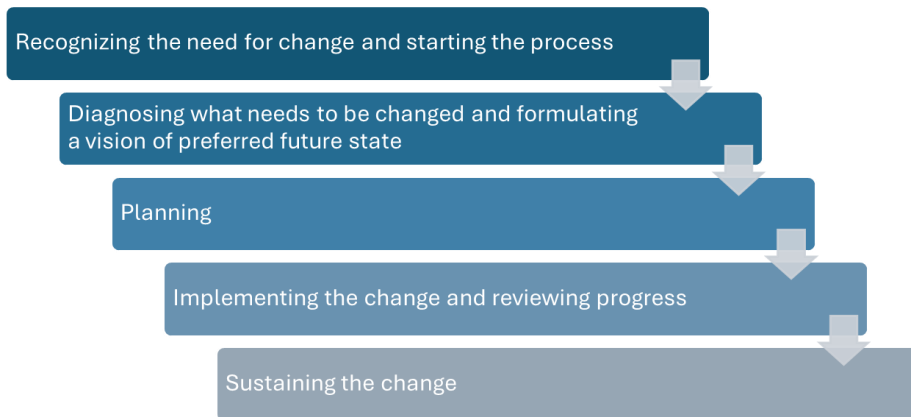 Recognizing the need for change and starting the process
Diagnosing what needs to be changed and formulating
a vision of preferred future state
Planning
Implementing the change and reviewing progress
Sustaining the change